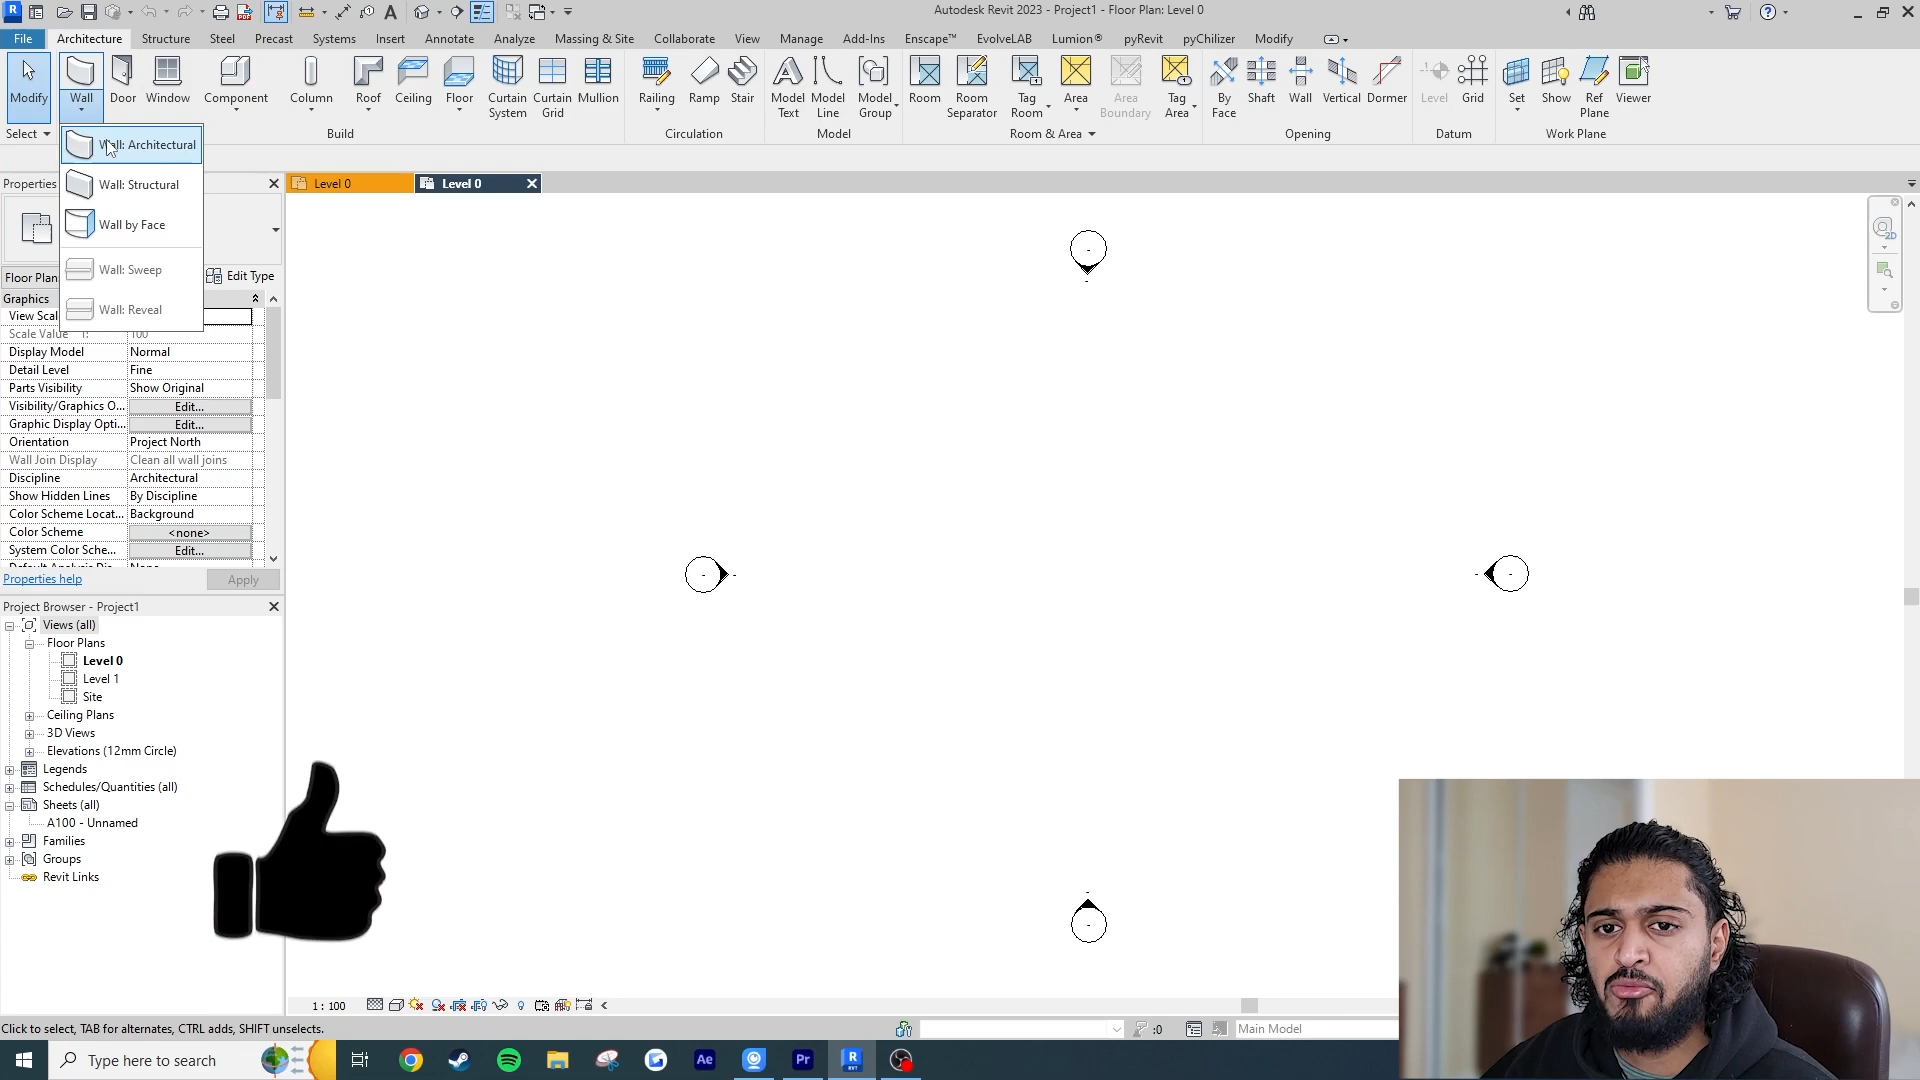 Autodesk Revit 2023 - Project1 - Floor Plan: Level 0
File Architecture Structure Steel Precast Systems Insert Annotate Analyze Massing & Site Collaborate View Manage Add-Ins Enscape™ EvolveLAB Lumion® pyRevit pyChilizer Modify
Modify Wall Door Window Component Column Roof Ceiling Floor Curtain System Curtain Grid Mullion Railing Ramp Stair Model Text Model Line Model Group Room Room Separator Tag Room Area Area Boundary Tag Area By Face Shaft Wall Vertical Dormer Level Grid Set Show Ref Plane Viewer
Select Build Circulation Model Room & Area Opening Datum Work Plane
Wall: Architectural
Wall: Structural
Wall by Face
Wall: Sweep
Wall: Reveal
Properties
Level 0 Level 0
Floor Plan
Edit Type
Graphics
View Scal
Scale Value 1: 100
Display Model Normal
Detail Level Fine
Parts Visibility Show Original
Visibility/Graphics O... Edit...
Graphic Display Opti... Edit...
Orientation Project North
Wall Join Display Clean all wall joins
Discipline Architectural
Show Hidden Lines By Discipline
Color Scheme Locat... Background
Color Scheme <none>
System Color Sche... Edit...
Properties help Apply
Project Browser - Project1
Views (all)
Floor Plans
Level 0
Level 1
Site
Ceiling Plans
3D Views
Elevations (12mm Circle)
Legends
Schedules/Quantities (all)
Sheets (all)
A100 - Unnamed
Families
Groups
Revit Links
2D
1 : 100
Click to select, TAB for alternates, CTRL adds, SHIFT unselects.
:0
Main Model
Type here to search
Ae
Pr
R
RVT